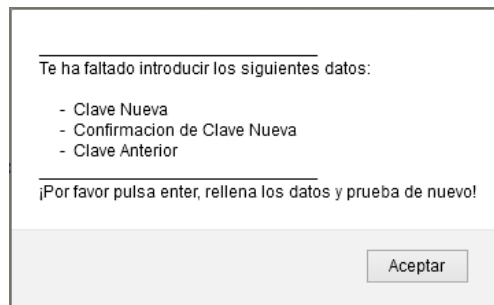 Te ha faltado introducir los siguientes datos:
- Clave Nueva
- Confirmacion de Clave Nueva
- Clave Anterior
¡Por favor pulsa enter, rellena los datos y prueba de nuevo!
Aceptar